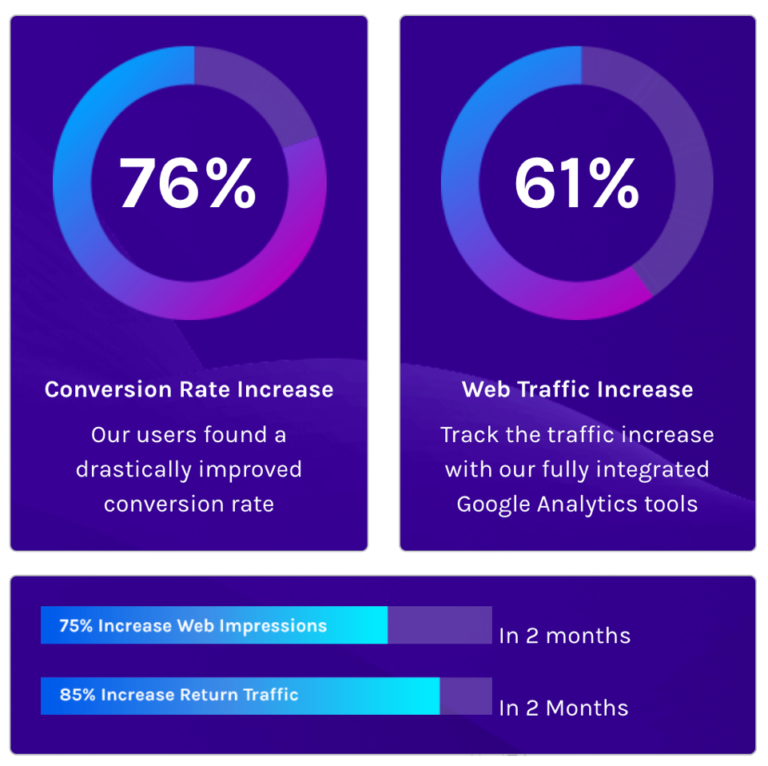 76%
Conversion Rate Increase
Our users found a
drastically improved
conversion rate
61%
Web Traffic Increase
Track the traffic increase
with our fully integrated
Google Analytics tools
75% Increase Web Impressions
In 2 months
85% Increase Return Traffic
In 2 Months